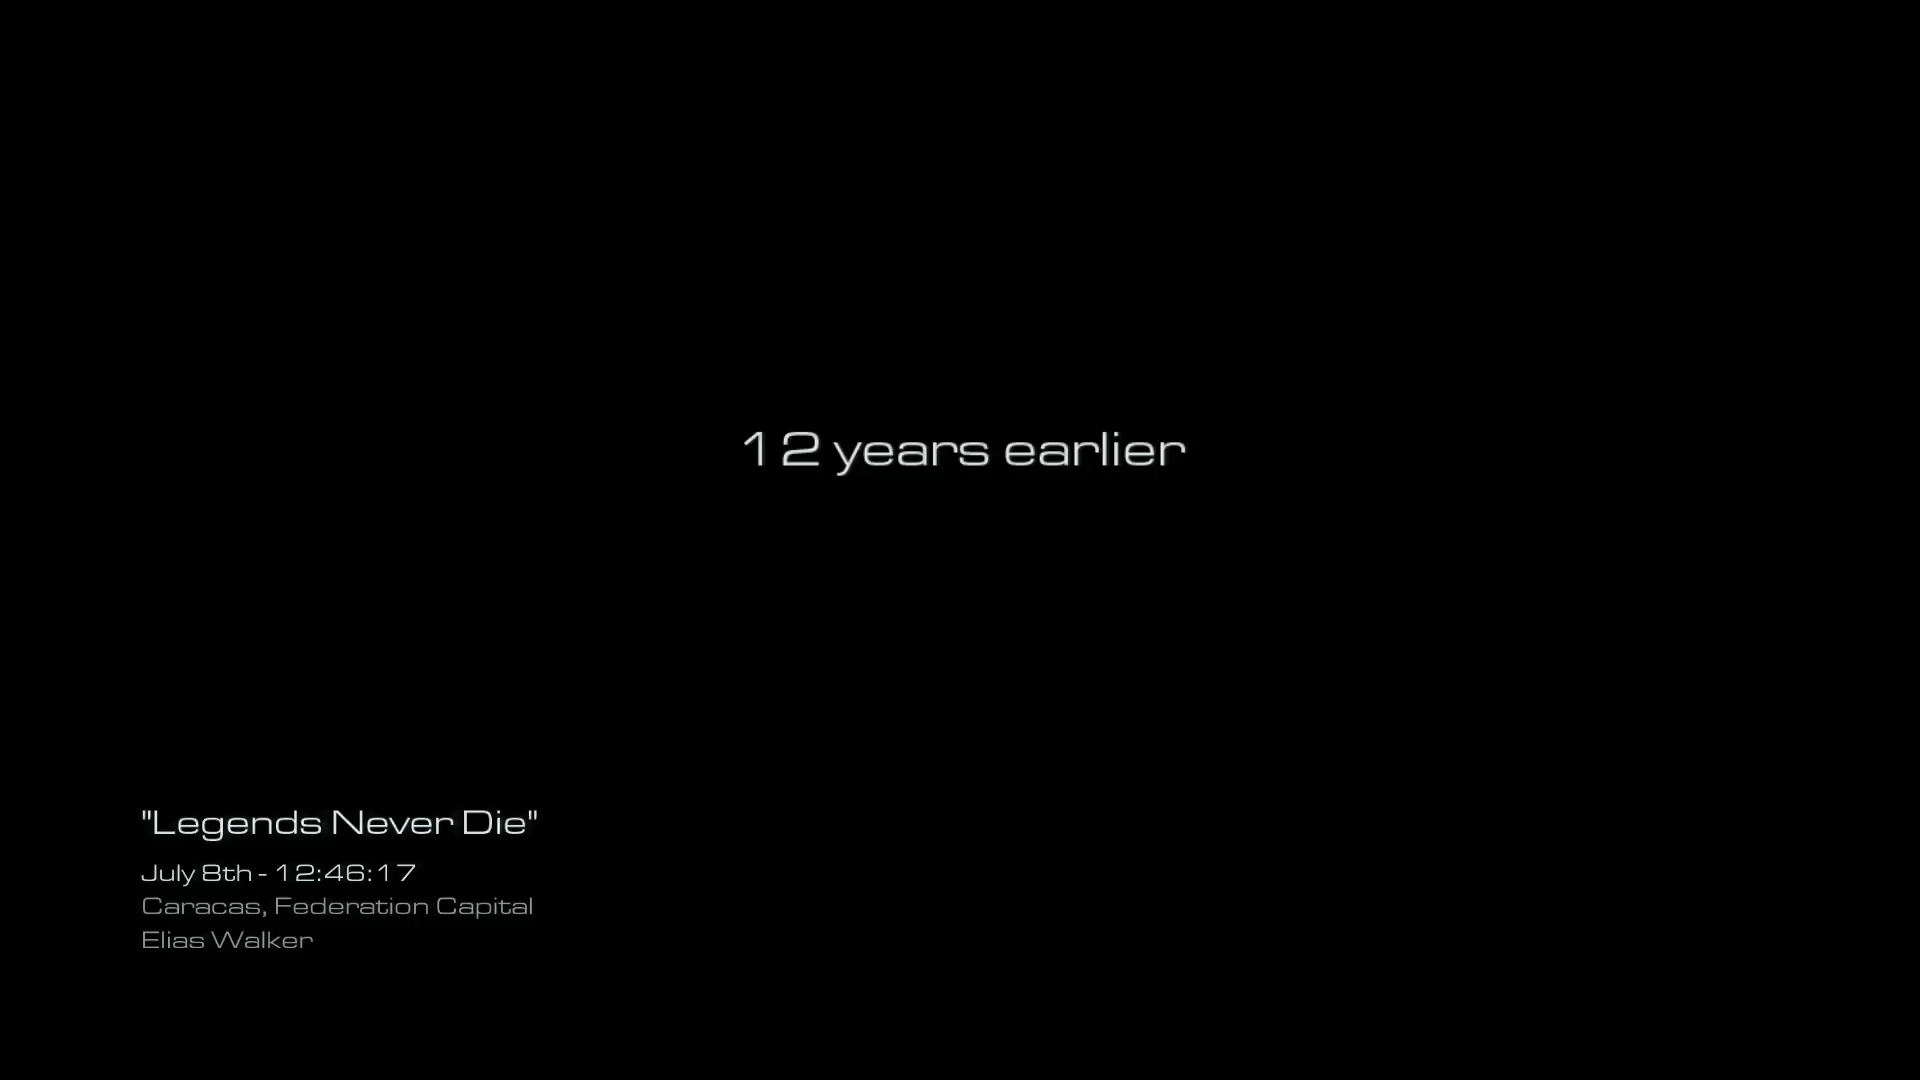 12 years earlier
"Legends Never Die"
July 8th - 12:46:17
Caracas, Federation Capital
Elias Walker